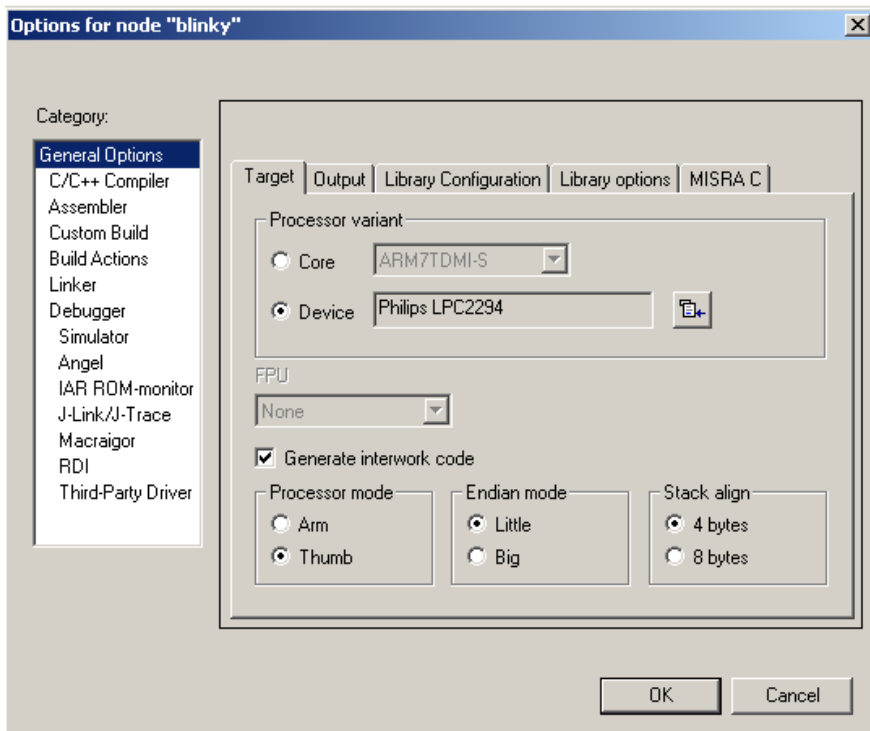 Options for node "blinky"
Category:
General Options
C/C++ Compiler
Assembler
Custom Build
Build Actions
Linker
Debugger
Simulator
Angel
IAR ROM-monitor
J-Link/J-Trace
Macraigor
RDI
Third-Party Driver
Target Output Library Configuration Library options MISRA C
Processor variant
Core ARM7TDMI-S
Device Philips LPC2294
FPU
None
Generate interwork code
Processor mode
Arm
Thumb
Endian mode
Little
Big
Stack align
4 bytes
8 bytes
OK Cancel